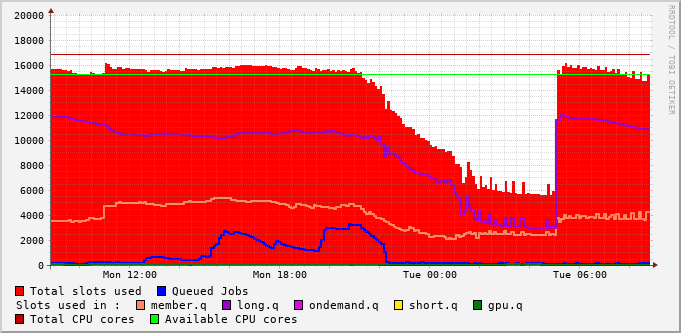 20000
18000
16000
14000
12000
10000
8000
6000
4000
2000
0
Mon 12:00 Mon 18:00 Tue 00:00 Tue 06:00
RRDTOOL / TOBI OETIKER
Total slots used Queued Jobs
Slots used in : member.q long.q ondemand.q short.q gpu.q
Total CPU cores Available CPU cores